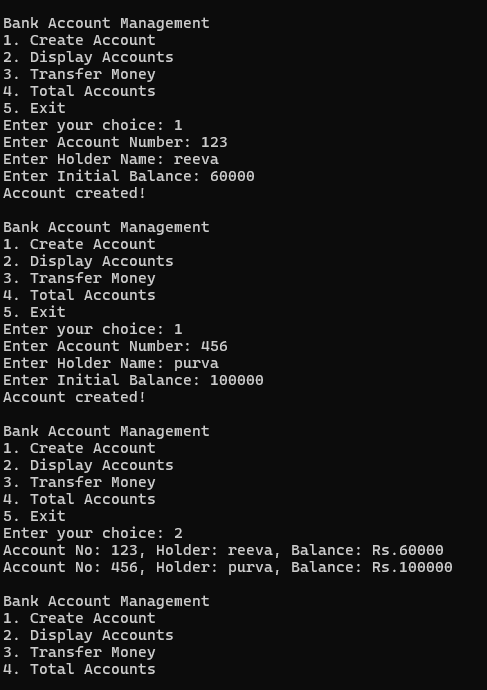 Bank Account Management
1. Create Account
2. Display Accounts
3. Transfer Money
4. Total Accounts
5. Exit
Enter your choice: 1
Enter Account Number: 123
Enter Holder Name: reeva
Enter Initial Balance: 60000
Account created!

Bank Account Management
1. Create Account
2. Display Accounts
3. Transfer Money
4. Total Accounts
5. Exit
Enter your choice: 1
Enter Account Number: 456
Enter Holder Name: purva
Enter Initial Balance: 100000
Account created!

Bank Account Management
1. Create Account
2. Display Accounts
3. Transfer Money
4. Total Accounts
5. Exit
Enter your choice: 2
Account No: 123, Holder: reeva, Balance: Rs.60000
Account No: 456, Holder: purva, Balance: Rs.100000

Bank Account Management
1. Create Account
2. Display Accounts
3. Transfer Money
4. Total Accounts